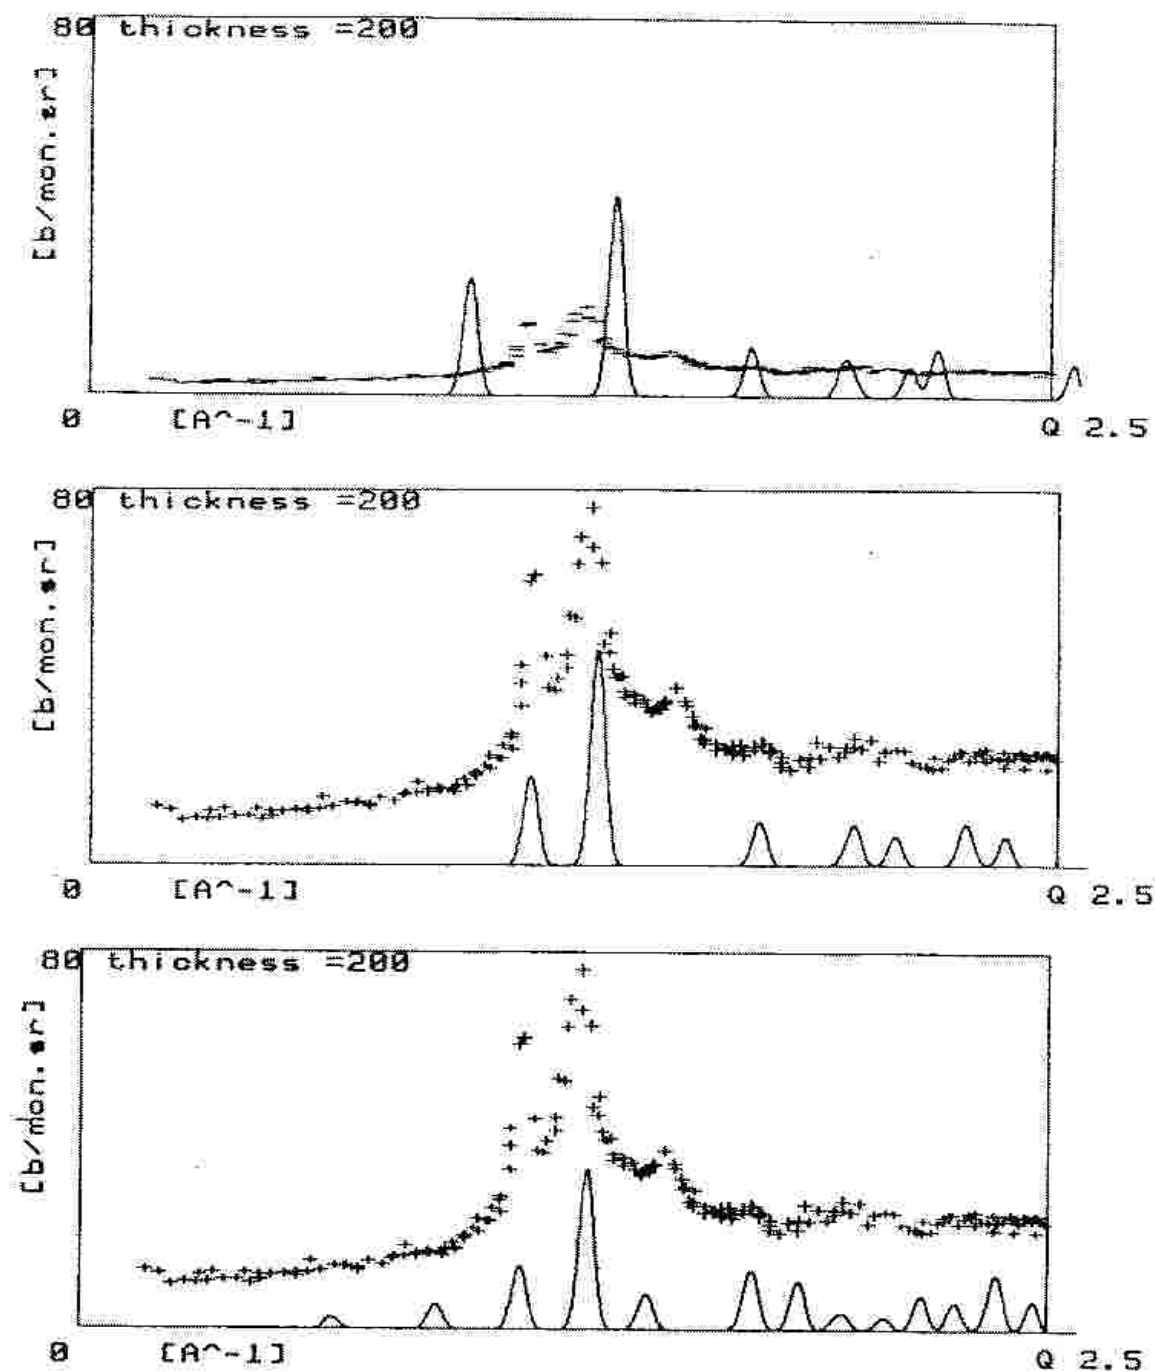 80 thickness =200
[b/mon.sr]
0 [A^-1] Q 2.5
80 thickness =200
[b/mon.sr]
0 [A^-1] Q 2.5
80 thickness =200
[b/mon.sr]
0 [A^-1] Q 2.5